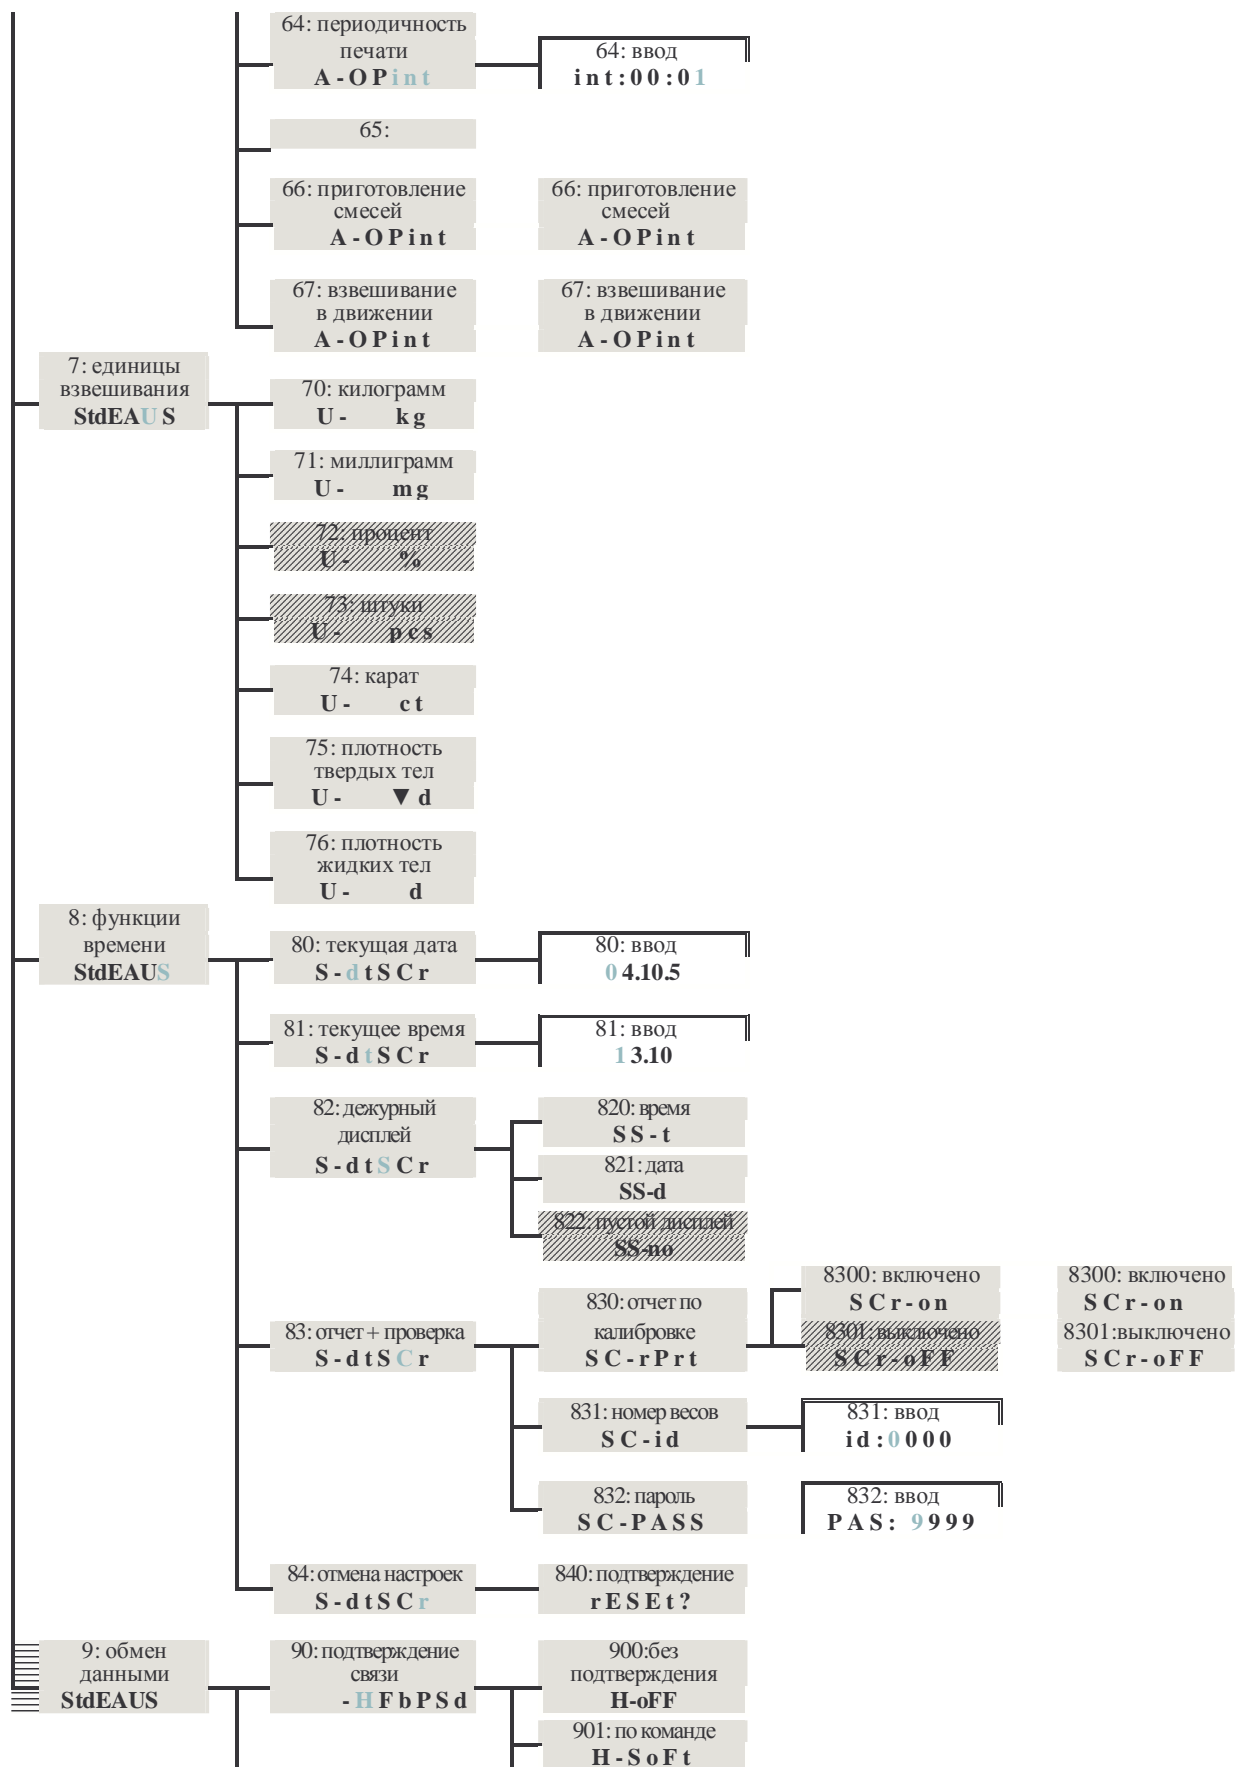 64: периодичность
печати
A-OPint
64: ввод
int:00:01
65:
66: приготовление
смесей
A-OPint
66: приготовление
смесей
A-OPint
67: взвешивание
в движении
A-OPint
67: взвешивание
в движении
A-OPint
7: единицы
взвешивания
StdEAUS
70: килограмм
U- kg
71: миллиграмм
U- mg
72: процент
U- %
73: штуки
U- pcs
74: карат
U- ct
75: плотность
твердых тел
U- ▼ d
76: плотность
жидких тел
U- d
8: функции
времени
StdEAUS
80: текущая дата
S-dtSCr
80: ввод
04.10.5
81: текущее время
S-dtSCr
81: ввод
13.10
82: дежурный
дисплей
S-dtSCr
820: время
SS-t
821: дата
SS-d
822: пустой дисплей
SS-no
83: отчет + проверка
S-dtSCr
830: отчет по
калибровке
SC-rPrt
8300: включено
SCr-on
8301: выключено
SCr-oFF
8300: включено
SCr-on
8301:выключено
SCr-oFF
831: номер весов
SC-id
831: ввод
id:0000
832: пароль
SC-PASS
832: ввод
PAS: 9999
84: отмена настроек
S-dtSCr
840: подтверждение
rESEt?
9: обмен
данными
StdEAUS
90: подтверждение
связи
-HFbPSd
900:без
подтверждения
H-oFF
901: по команде
H-SoFt